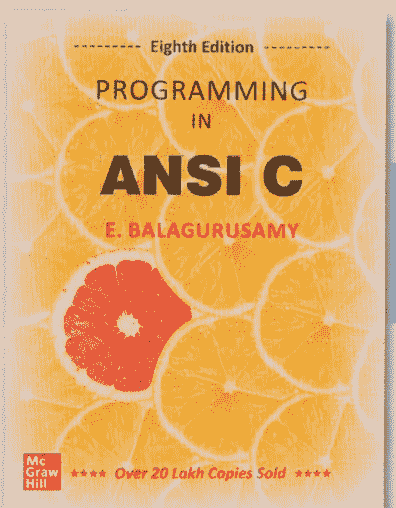 Eighth Edition
PROGRAMMING
IN
ANSI C
E. BALAGURUSAMY
Mc
Graw
Hill
Over 20 Lakh Copies Sold